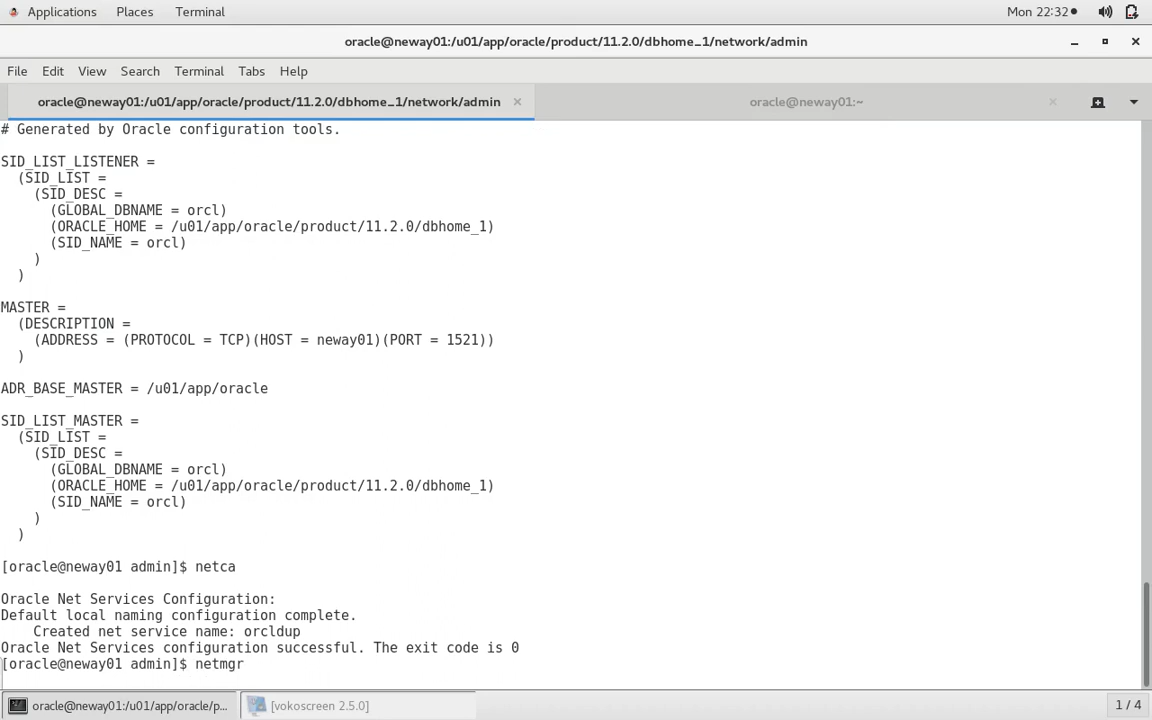 Applications Places Terminal Mon 22:32
oracle@neway01:/u01/app/oracle/product/11.2.0/dbhome_1/network/admin
File Edit View Search Terminal Tabs Help
oracle@neway01:/u01/app/oracle/product/11.2.0/dbhome_1/network/admin × oracle@neway01:~ ×
# Generated by Oracle configuration tools.
SID_LIST_LISTENER =
(SID_LIST =
(SID_DESC =
(GLOBAL_DBNAME = orcl)
(ORACLE_HOME = /u01/app/oracle/product/11.2.0/dbhome_1)
(SID_NAME = orcl)
)
)
MASTER =
(DESCRIPTION =
(ADDRESS = (PROTOCOL = TCP)(HOST = neway01)(PORT = 1521))
)
ADR_BASE_MASTER = /u01/app/oracle
SID_LIST_MASTER =
(SID_LIST =
(SID_DESC =
(GLOBAL_DBNAME = orcl)
(ORACLE_HOME = /u01/app/oracle/product/11.2.0/dbhome_1)
(SID_NAME = orcl)
)
)
[oracle@neway01 admin]$ netca
Oracle Net Services Configuration:
Default local naming configuration complete.
Created net service name: orcldup
Oracle Net Services configuration successful. The exit code is 0
[oracle@neway01 admin]$ netmgr
oracle@neway01:/u01/app/oracle/p... [vokoscreen 2.5.0] 1 / 4